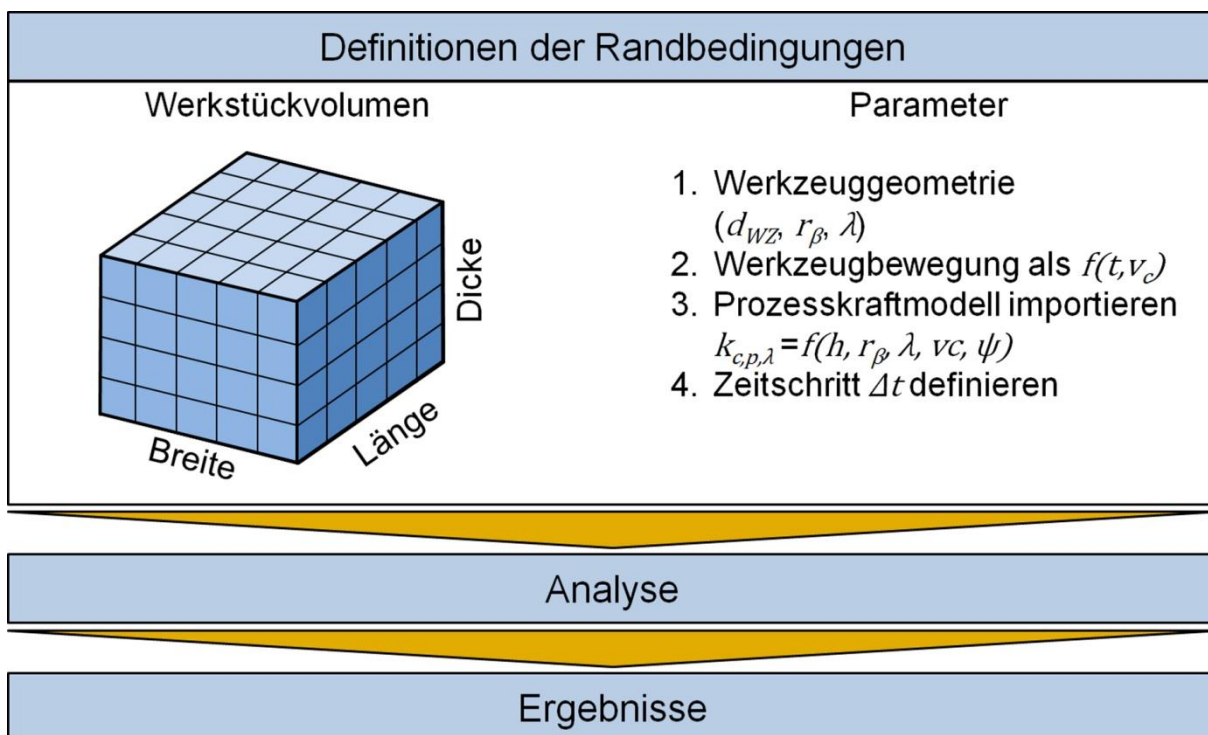 Definitionen der Randbedingungen
Werkstückvolumen
Dicke
Breite
Länge
Parameter
1. Werkzeuggeometrie
(d_WZ, r_β, λ)
2. Werkzeugbewegung als f(t,v_c)
3. Prozesskraftmodell importieren
k_c,p,λ=f(h, r_β, λ, vc, ψ)
4. Zeitschritt Δt definieren
Analyse
Ergebnisse